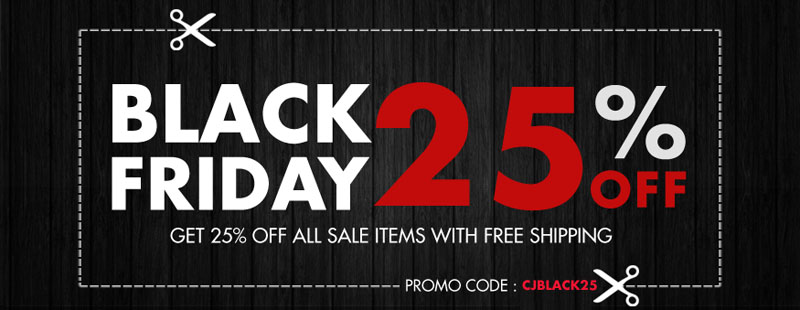 BLACK FRIDAY 25% OFF
GET 25% OFF ALL SALE ITEMS WITH FREE SHIPPING
PROMO CODE : CJBLACK25